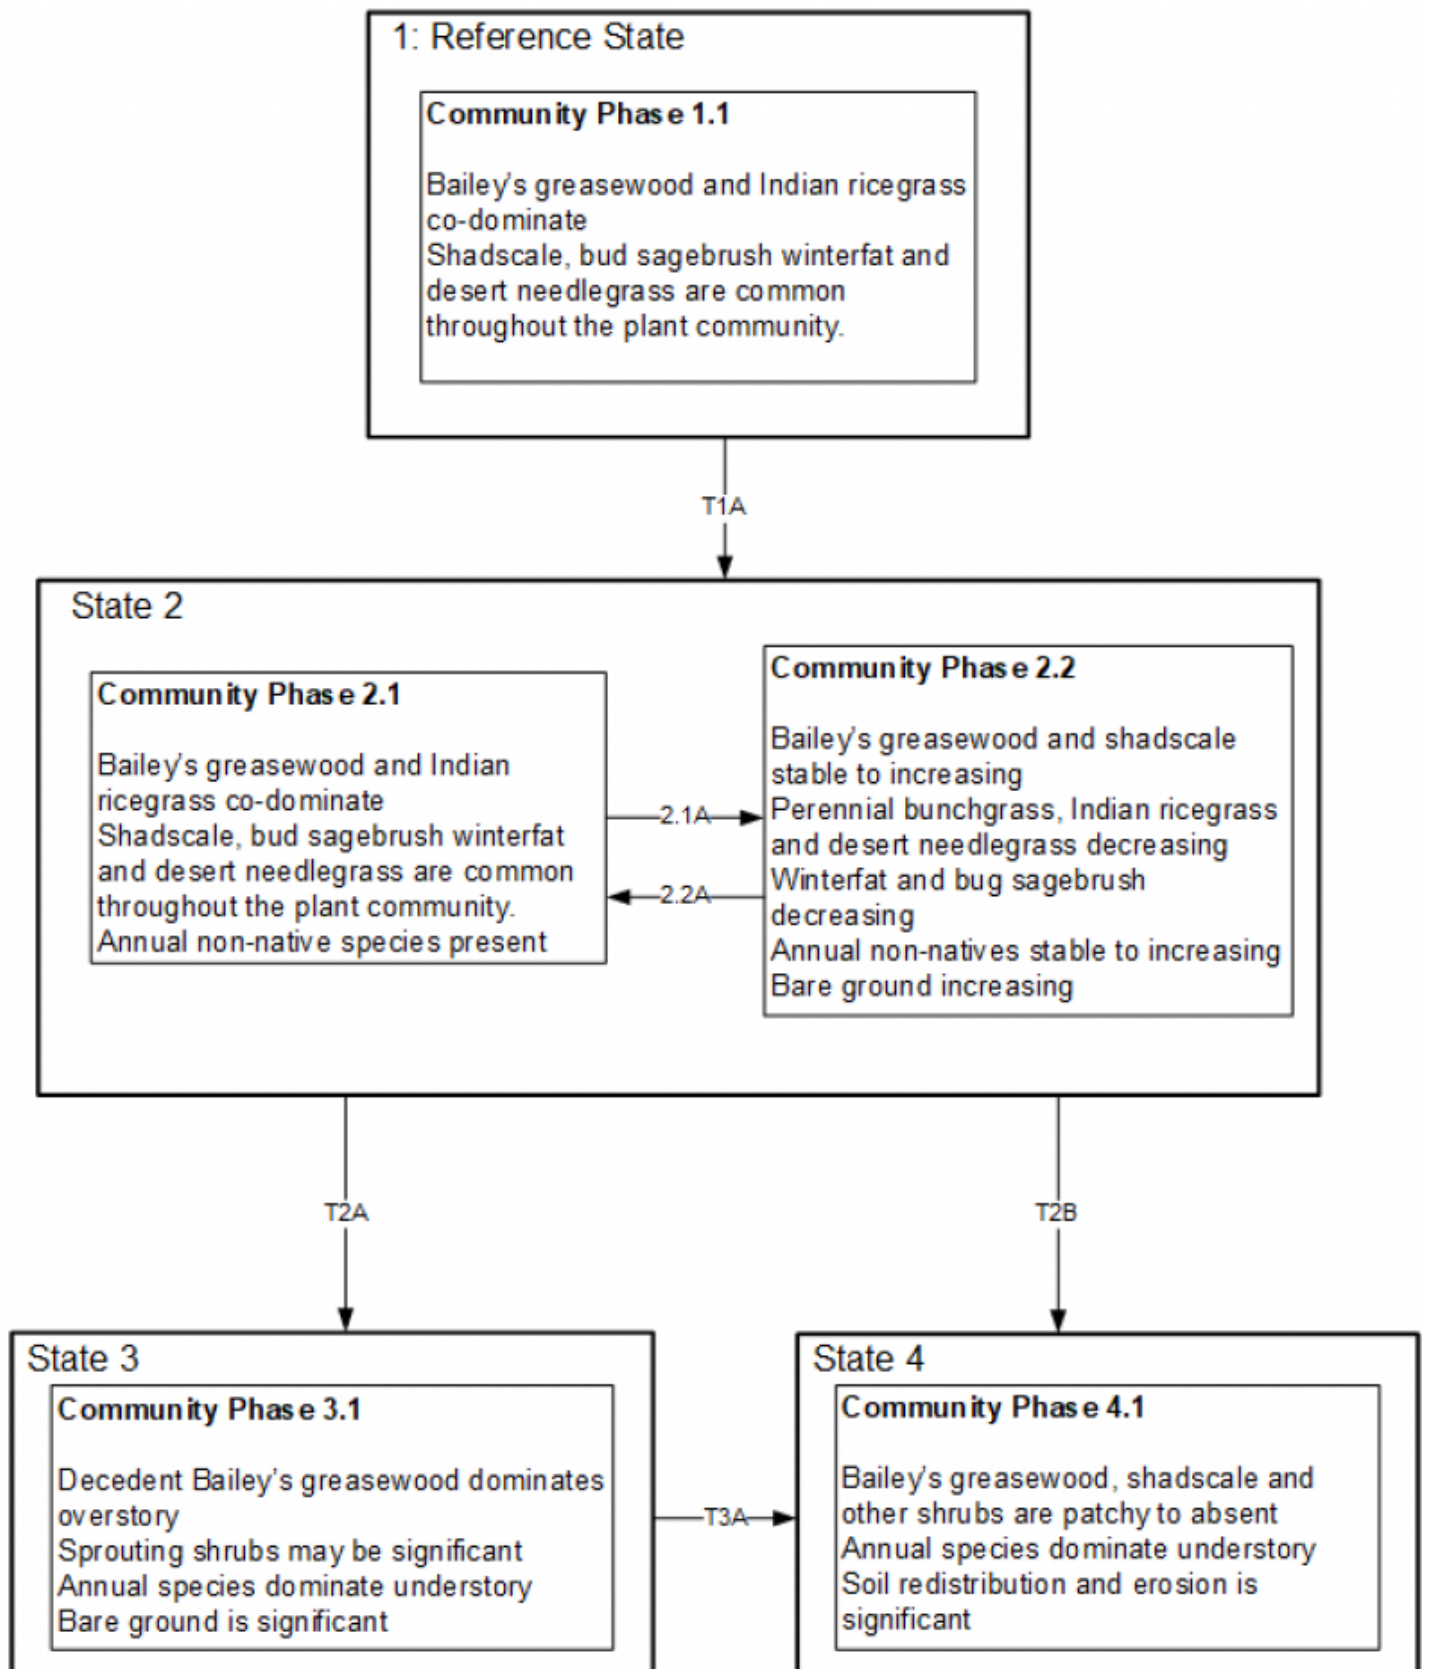 1: Reference State
Community Phase 1.1
Bailey's greasewood and Indian ricegrass
co-dominate
Shadscale, bud sagebrush winterfat and
desert needlegrass are common
throughout the plant community.
T1A
State 2
Community Phase 2.1
Bailey's greasewood and Indian
ricegrass co-dominate
Shadscale, bud sagebrush winterfat
and desert needlegrass are common
throughout the plant community.
Annual non-native species present
2.1A
2.2A
Community Phase 2.2
Bailey's greasewood and shadscale
stable to increasing
Perennial bunchgrass, Indian ricegrass
and desert needlegrass decreasing
Winterfat and bug sagebrush
decreasing
Annual non-natives stable to increasing
Bare ground increasing
T2A
T2B
State 3
Community Phase 3.1
Decedent Bailey's greasewood dominates
overstory
Sprouting shrubs may be significant
Annual species dominate understory
Bare ground is significant
T3A
State 4
Community Phase 4.1
Bailey's greasewood, shadscale and
other shrubs are patchy to absent
Annual species dominate understory
Soil redistribution and erosion is
significant